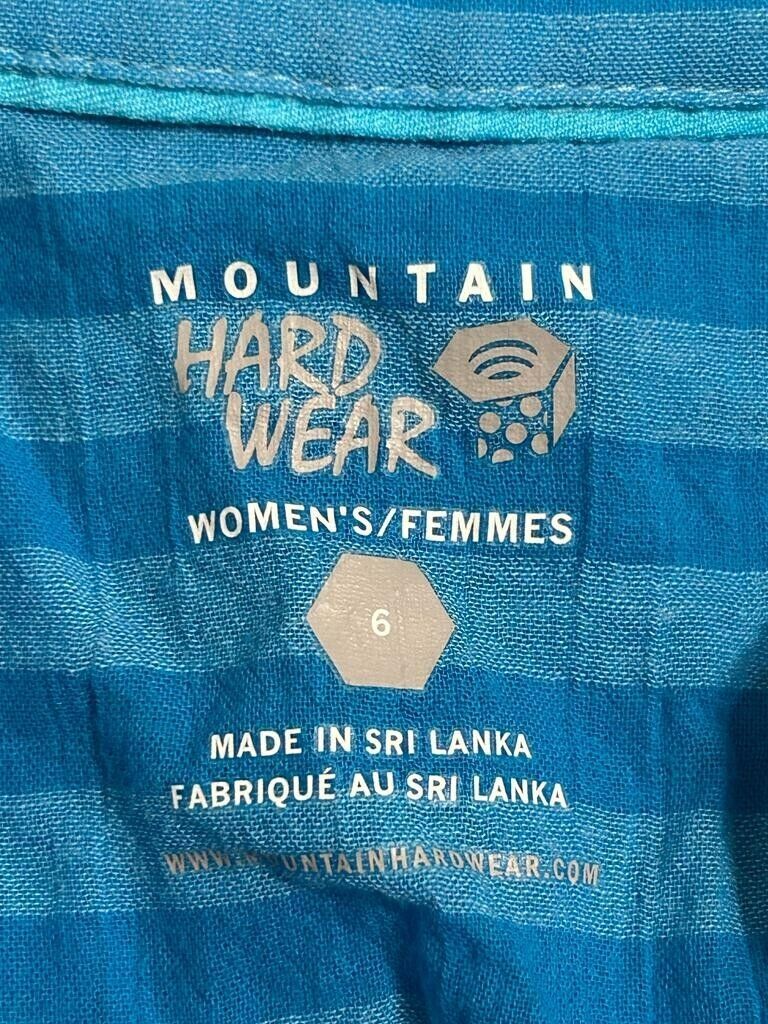 MOUNTAIN
HARD
WEAR
WOMEN'S/FEMMES
6
MADE IN SRI LANKA
FABRIQUÉ AU SRI LANKA
WWW.MOUNTAINHARDWEAR.COM